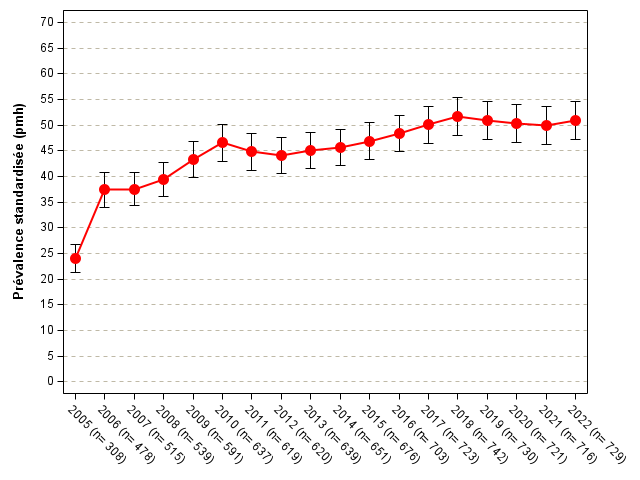 70
65
60
55
50
45
40
35
30
25
20
15
10
5
0
Prévalence standardisée (pmh)
2005 (n= 308)
2006 (n= 478)
2007 (n= 515)
2008 (n= 539)
2009 (n= 591)
2010 (n= 637)
2011 (n= 619)
2012 (n= 620)
2013 (n= 639)
2014 (n= 651)
2015 (n= 676)
2016 (n= 703)
2017 (n= 723)
2018 (n= 742)
2019 (n= 730)
2020 (n= 721)
2021 (n= 716)
2022 (n= 729)